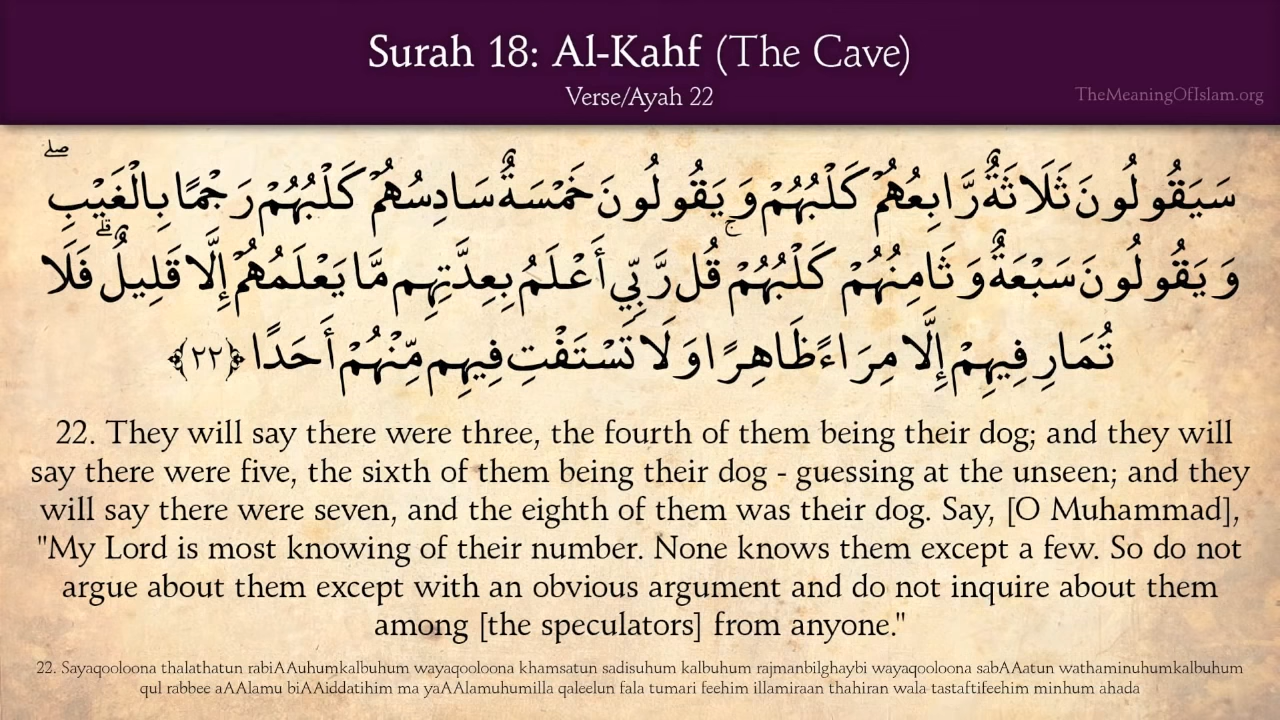 Surah 18: Al-Kahf (The Cave)
Verse/Ayah 22
TheMeaningOfIslam.org
سَيَقُولُونَ ثَلَاثَةٌ رَّابِعُهُمْ كَلْبُهُمْ وَيَقُولُونَ خَمْسَةٌ سَادِسُهُمْ كَلْبُهُمْ رَجْمًا بِالْغَيْبِ ۖ
وَيَقُولُونَ سَبْعَةٌ وَثَامِنُهُمْ كَلْبُهُمْ ۚ قُل رَّبِّي أَعْلَمُ بِعِدَّتِهِم مَّا يَعْلَمُهُمْ إِلَّا قَلِيلٌ ۗ فَلَا
تُمَارِ فِيهِمْ إِلَّا مِرَاءً ظَاهِرًا وَلَا تَسْتَفْتِ فِيهِم مِّنْهُمْ أَحَدًا ﴿٢٢﴾
22. They will say there were three, the fourth of them being their dog; and they will
say there were five, the sixth of them being their dog - guessing at the unseen; and they
will say there were seven, and the eighth of them was their dog. Say, [O Muhammad],
"My Lord is most knowing of their number. None knows them except a few. So do not
argue about them except with an obvious argument and do not inquire about them
among [the speculators] from anyone."
22. Sayaqooloona thalathatun rabiAAuhumkalbuhum wayaqooloona khamsatun sadisuhum kalbuhum rajmanbilghaybi wayaqooloona sabAAatun wathaminuhumkalbuhum
qul rabbee aAAlamu biAAiddatihim ma yaAAlamuhumilla qaleelun fala tumari feehim illamiraan thahiran wala tastaftifeehim minhum ahada